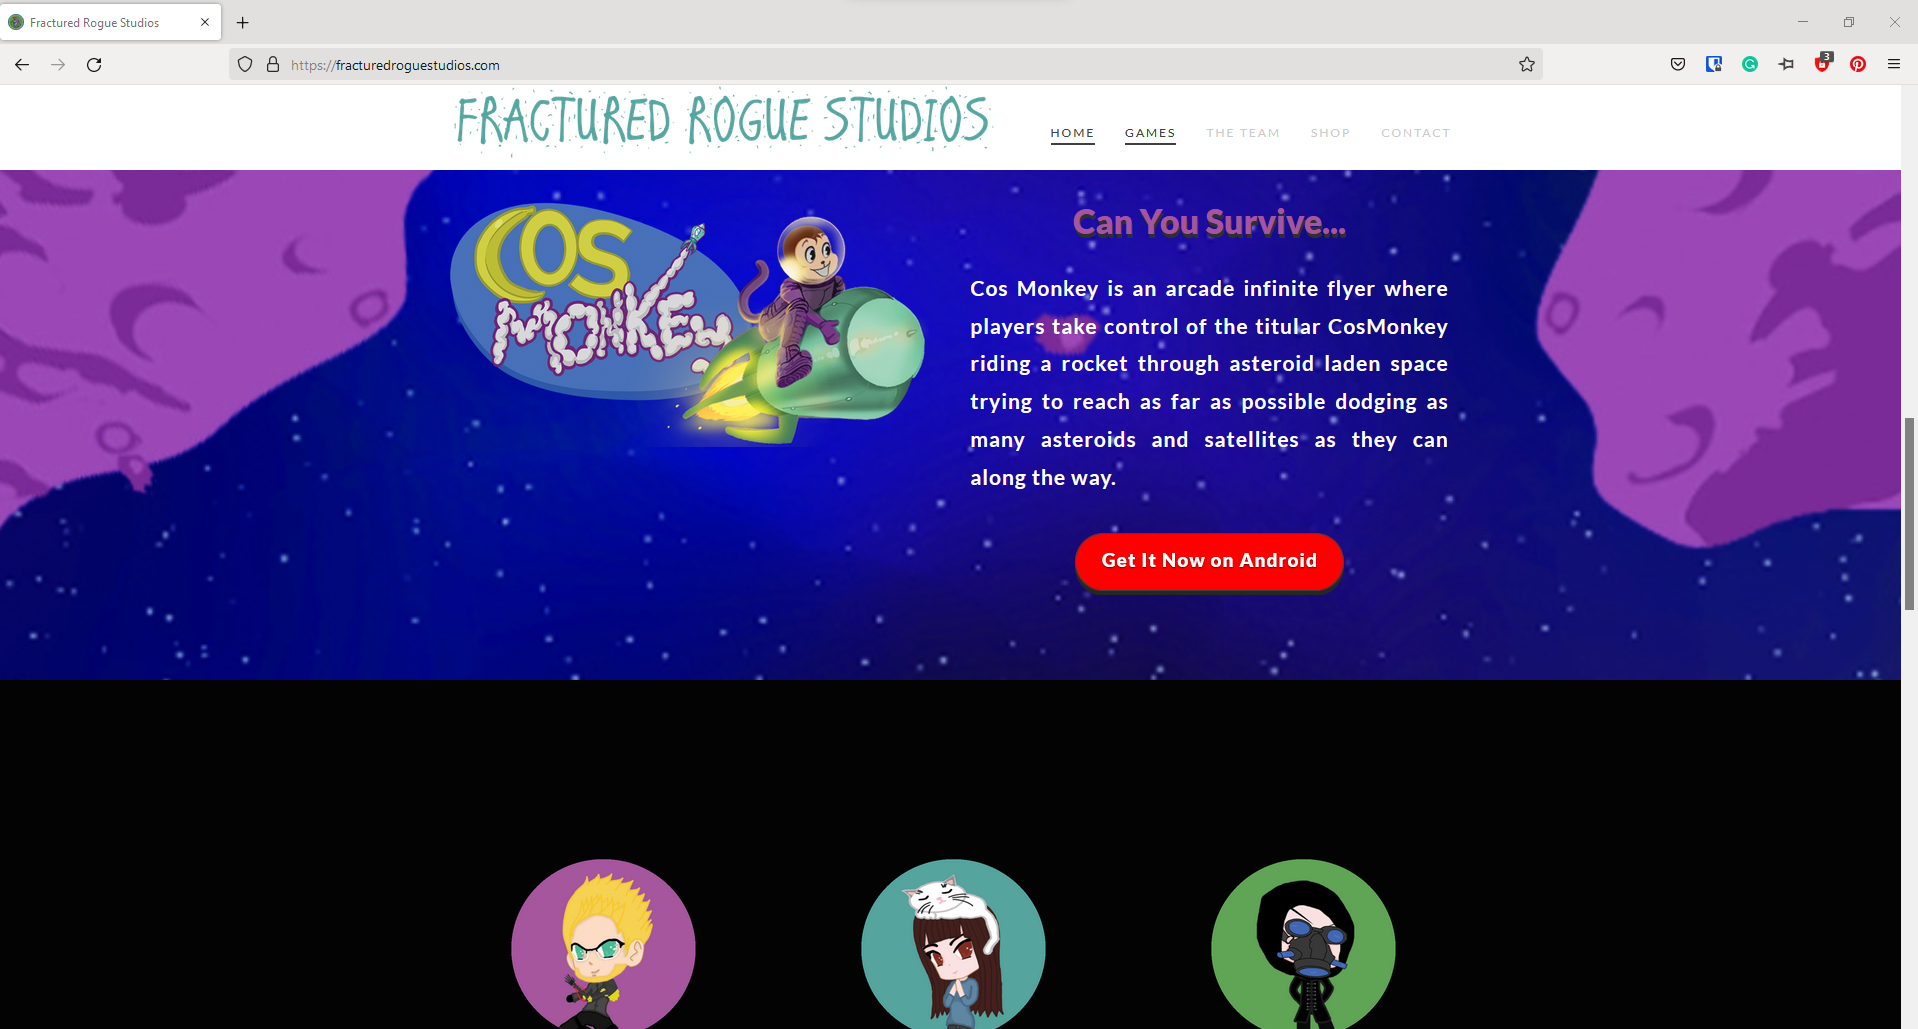 Fractured Rogue Studios
3
https://fracturedroguestudios.com
FRACTURED ROGUE STUDIOS
HOME GAMES THE TEAM SHOP CONTACT
COS
MONKEY
Can You Survive...
Cos Monkey is an arcade infinite flyer where
players take control of the titular CosMonkey
riding a rocket through asteroid laden space
trying to reach as far as possible dodging as
many asteroids and satellites as they can
along the way.
Get It Now on Android